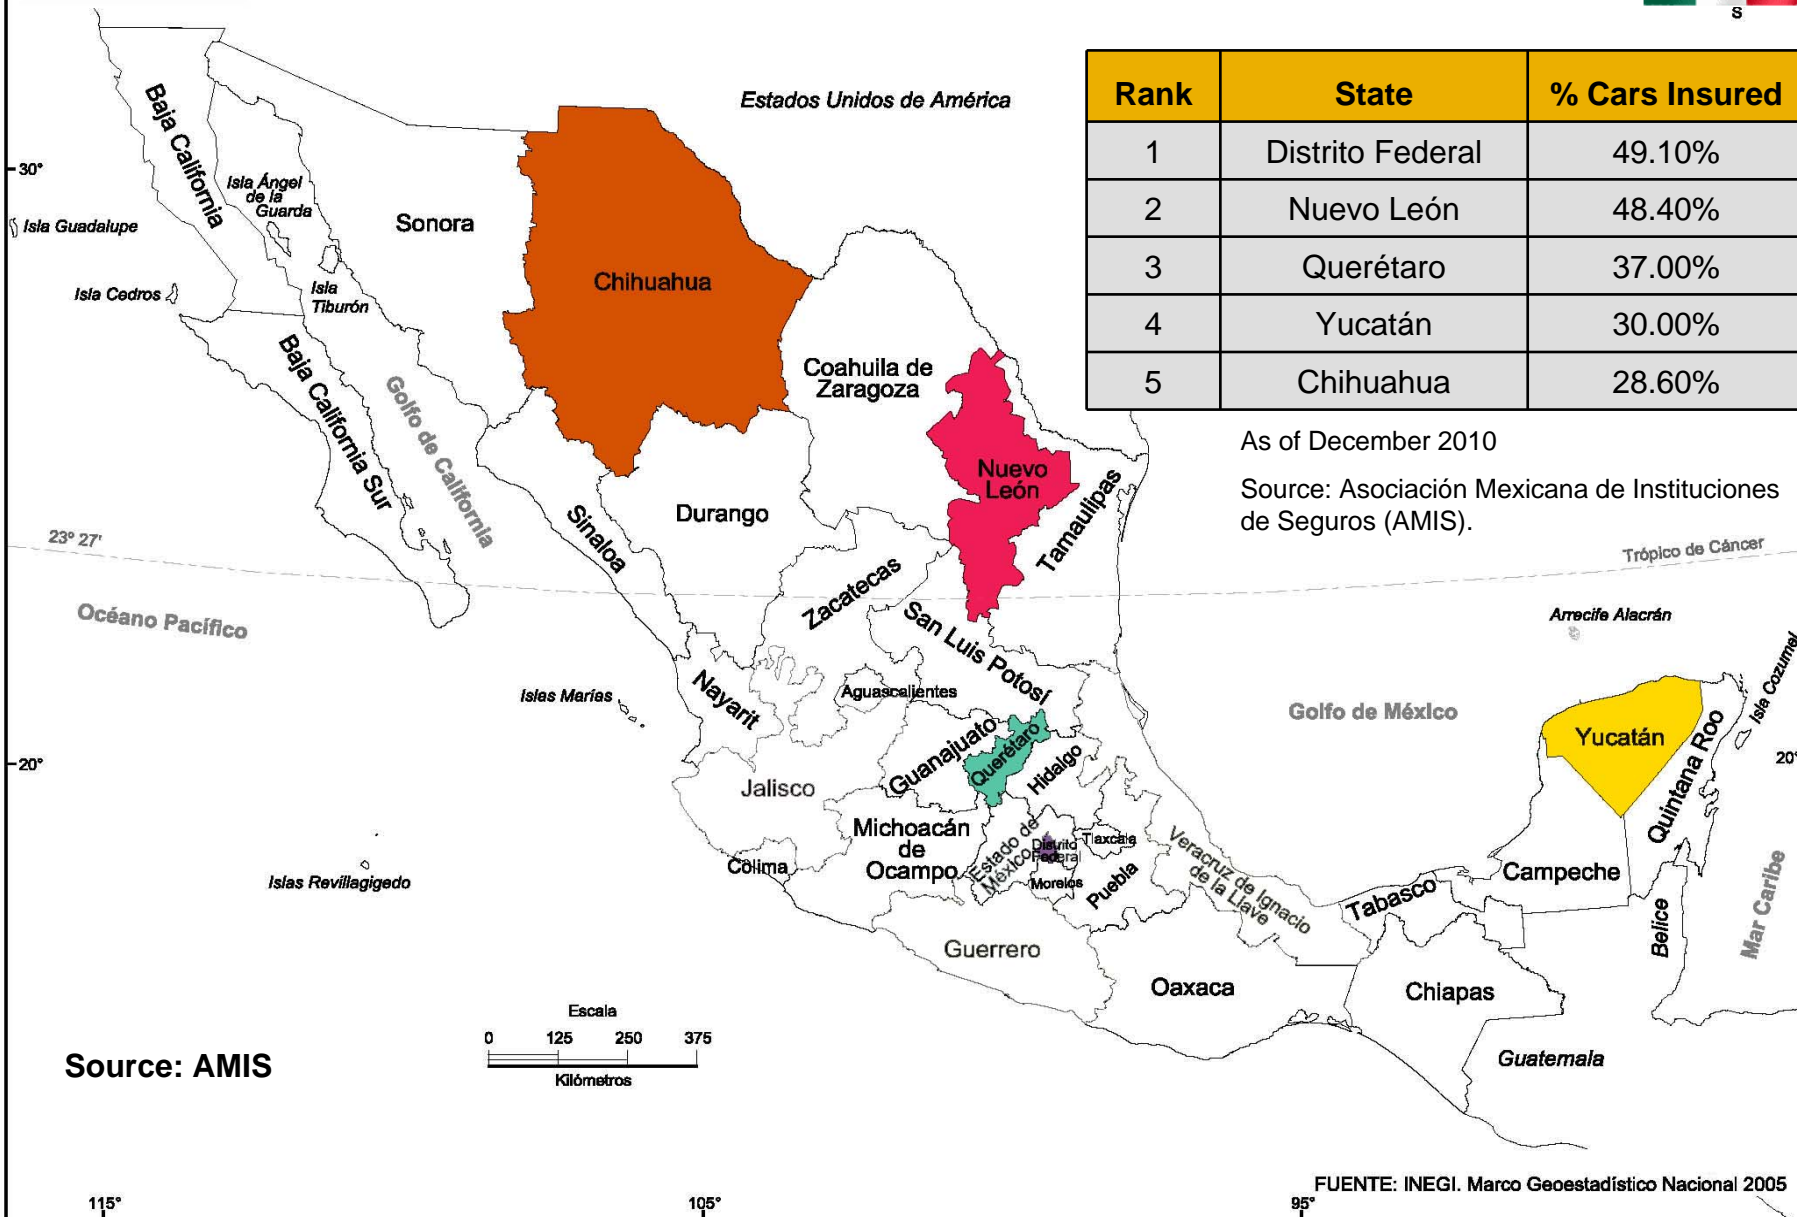 S
Rank State % Cars Insured
1 Distrito Federal 49.10%
2 Nuevo León 48.40%
3 Querétaro 37.00%
4 Yucatán 30.00%
5 Chihuahua 28.60%
As of December 2010
Source: Asociación Mexicana de Instituciones
de Seguros (AMIS).
Estados Unidos de América
Baja California
30°
Isla Ángel
de la
Guarda
Isla Guadalupe
Sonora
Chihuahua
Isla Cedros
Isla
Tiburón
Coahuila de
Zaragoza
Baja California Sur
Golfo de California
Nuevo
León
Tamaulipas
Durango
Sinaloa
23° 27'
Trópico de Cáncer
Zacatecas
Océano Pacífico
San Luis Potosí
Arrecife Alacrán
Isla Cozumel
Nayarit
Aguascalientes
Islas Marías
Golfo de México
Yucatán
Quintana Roo
Guanajuato
Querétaro
Hidalgo
20°
20°
Jalisco
Michoacán
de
Ocampo
Estado de
México
Distrito
Federal
Tlaxcala
Morelos
Puebla
Veracruz de Ignacio
de la Llave
Colima
Islas Revillagigedo
Tabasco
Campeche
Belice
Mar Caribe
Guerrero
Oaxaca
Chiapas
Guatemala
Escala
0 125 250 375
Kilómetros
Source: AMIS
FUENTE: INEGI. Marco Geoestadístico Nacional 2005
115° 105° 95°